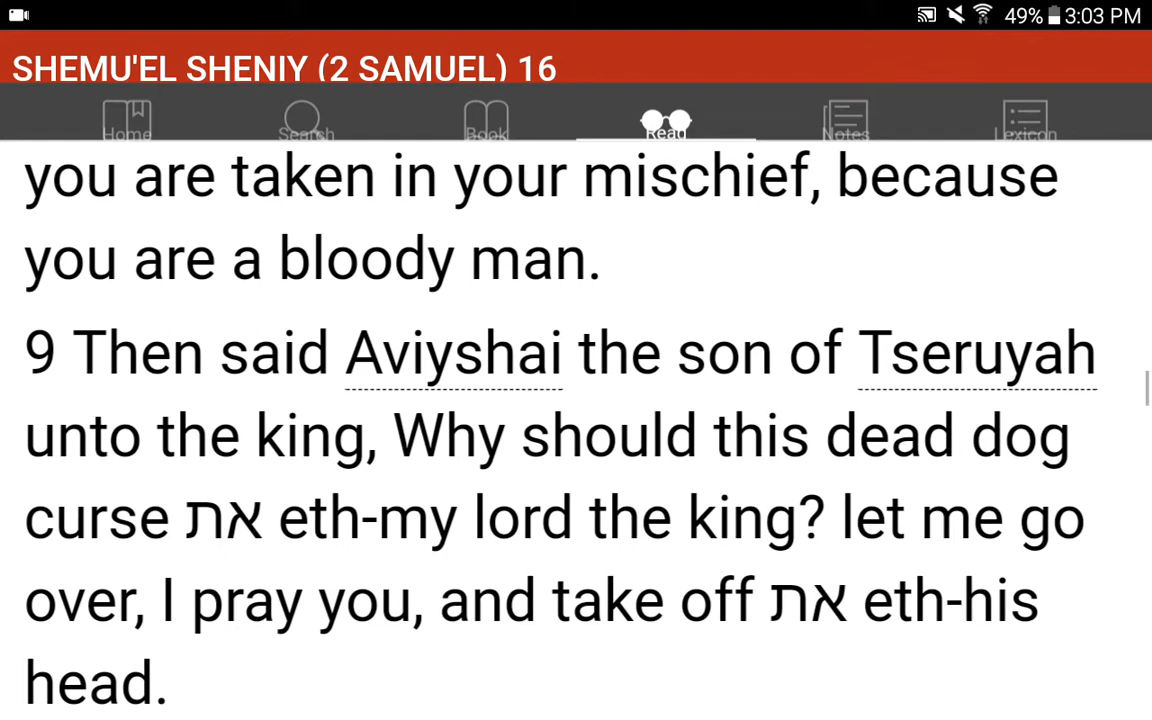 49% 3:03 PM
SHEMU'EL SHENIY (2 SAMUEL) 16
Home Search Book Read Notes Lexicon
you are taken in your mischief, because
you are a bloody man.
9 Then said Aviyshai the son of Tseruyah
unto the king, Why should this dead dog
curse את eth-my lord the king? let me go
over, I pray you, and take off את eth-his
head.